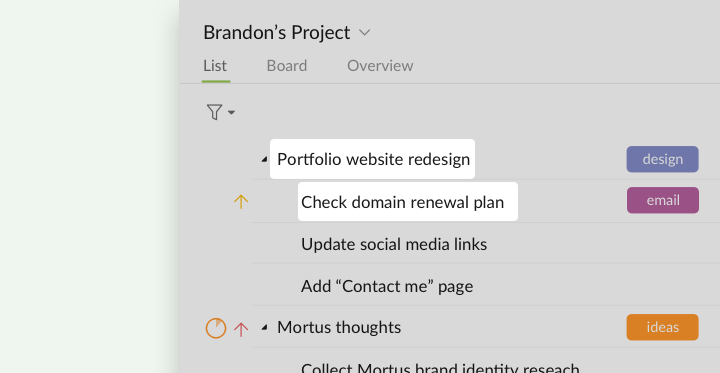 Brandon’s Project
List Board Overview
Portfolio website redesign design
Check domain renewal plan email
Update social media links
Add “Contact me” page
Mortus thoughts ideas
Collect Mortus brand identity reseach